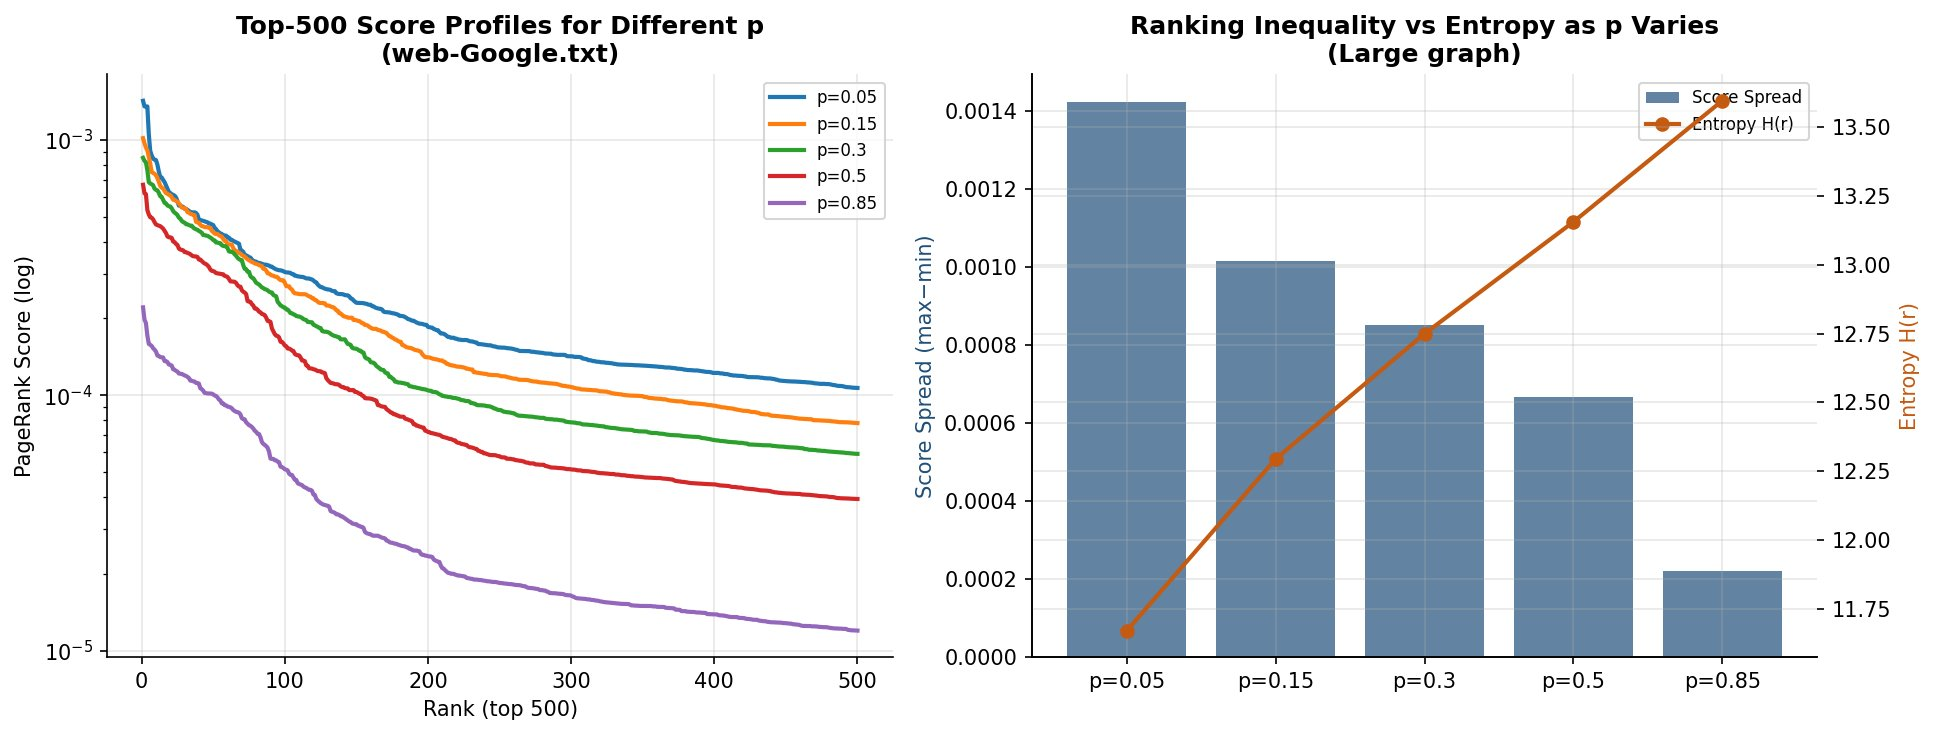 Top-500 Score Profiles for Different p
(web-Google.txt)
PageRank Score (log)
10⁻³
10⁻⁴
10⁻⁵
p=0.05
p=0.15
p=0.3
p=0.5
p=0.85
0 100 200 300 400 500
Rank (top 500)
Ranking Inequality vs Entropy as p Varies
(Large graph)
Score Spread (max−min)
0.0014
0.0012
0.0010
0.0008
0.0006
0.0004
0.0002
0.0000
Score Spread
Entropy H(r)
13.50
13.25
13.00
12.75
12.50
12.25
12.00
11.75
Entropy H(r)
p=0.05 p=0.15 p=0.3 p=0.5 p=0.85